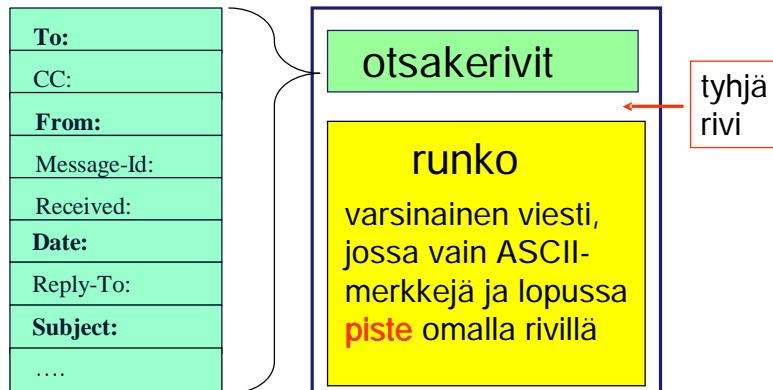 To:
CC:
From:
Message-Id:
Received:
Date:
Reply-To:
Subject:
….
otsakerivit
tyhjä
rivi
runko
varsinainen viesti,
jossa vain ASCII-
merkkejä ja lopussa
piste omalla rivillä